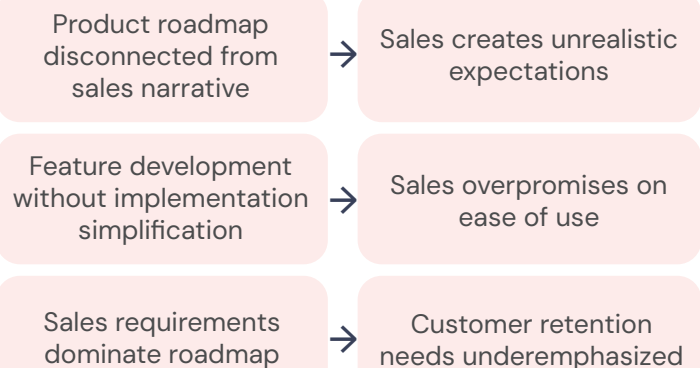 Product roadmap
disconnected from
sales narrative
Sales creates unrealistic
expectations
Feature development
without implementation
simplification
Sales overpromises on
ease of use
Sales requirements
dominate roadmap
Customer retention
needs underemphasized